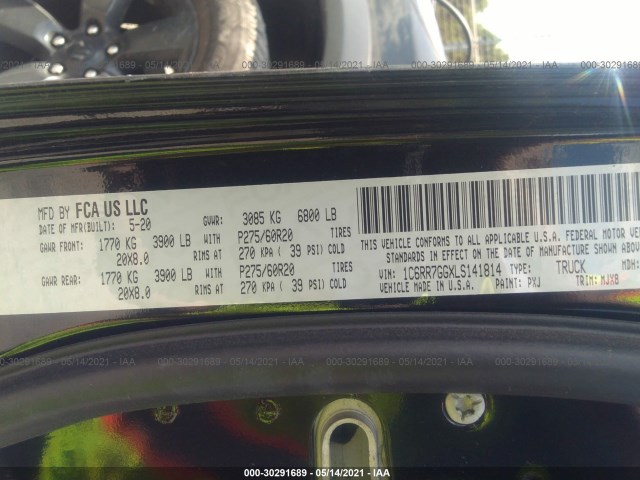 000-30291689 - 05/14/2021 - IAA
MFD BY FCA US LLC
DATE OF MFR(BUILT): 5-20 GVWR: 3085 KG 6800 LB
GAWR FRONT: 1770 KG 3900 LB WITH P275/60R20 TIRES
20X8.0 RIMS AT 270 KPA ( 39 PSI) COLD
GAWR REAR: 1770 KG 3900 LB WITH P275/60R20 TIRES
20X8.0 RIMS AT 270 KPA ( 39 PSI) COLD
THIS VEHICLE CONFORMS TO ALL APPLICABLE U.S.A. FEDERAL MOTOR VEH
STANDARDS IN EFFECT ON THE DATE OF MANUFACTURE SHOWN ABOVE
VIN: 1C6RR7GGXLS141814 TYPE: TRUCK MDH:
VEHICLE MADE IN U.S.A. PAINT: PXJ TRIM: MJX8
000-30291689 - 05/14/2021 - IAA